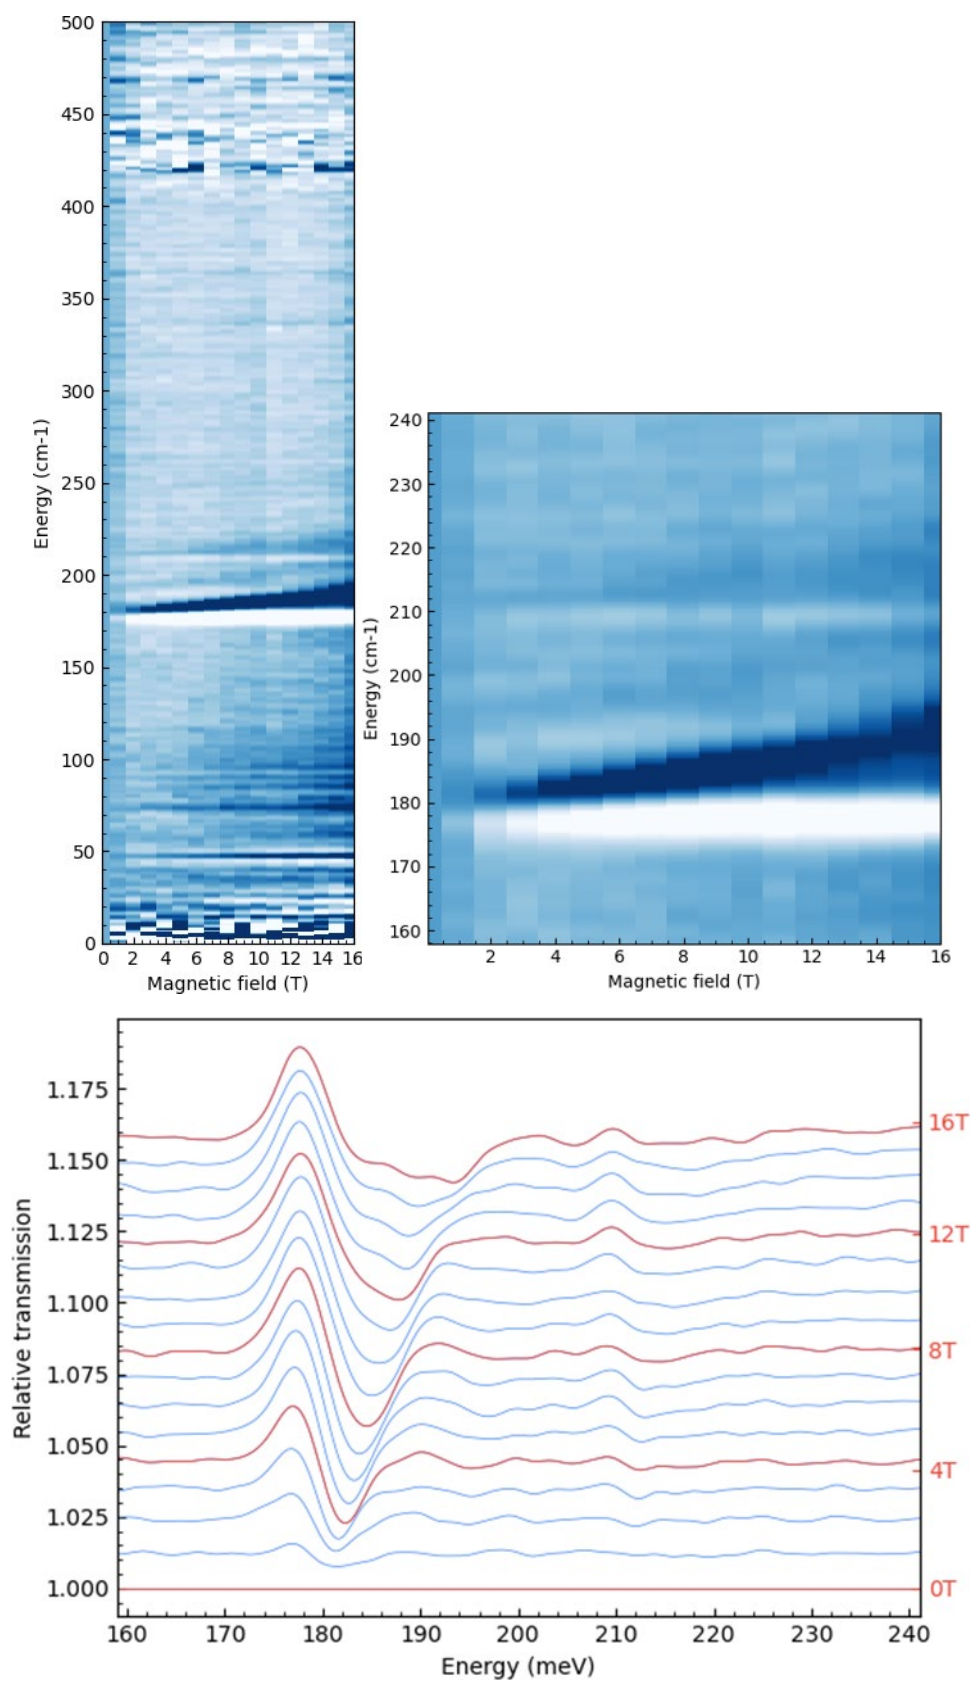 500
450
400
350
300
250
200
150
100
50
0
Energy (cm-1)
0 2 4 6 8 10 12 14 16
Magnetic field (T)
240
230
220
210
200
190
180
170
160
Energy (cm-1)
2 4 6 8 10 12 14 16
Magnetic field (T)
1.175
1.150
1.125
1.100
1.075
1.050
1.025
1.000
Relative transmission
16T
12T
8T
4T
0T
160 170 180 190 200 210 220 230 240
Energy (meV)